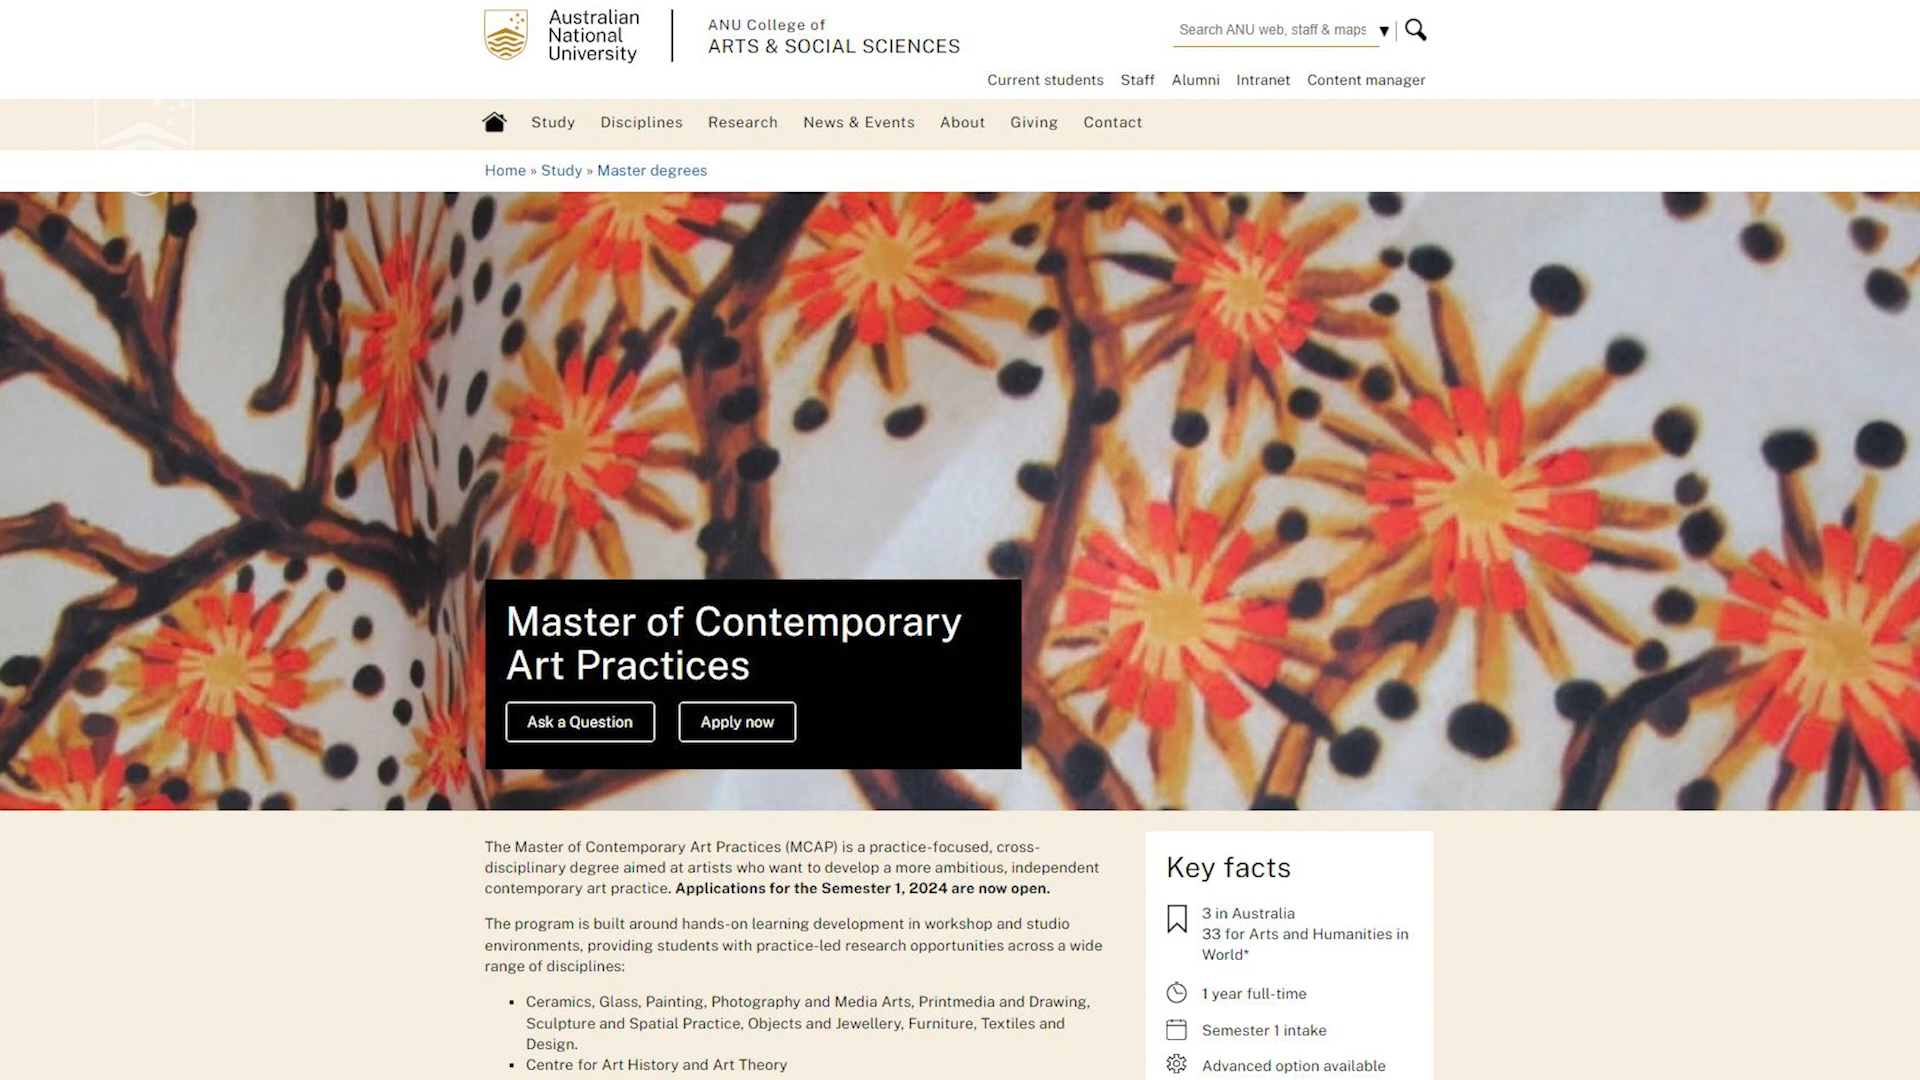 Australian
National
University
ANU College of
ARTS & SOCIAL SCIENCES
Search ANU web, staff & maps
Current students Staff Alumni Intranet Content manager
Study Disciplines Research News & Events About Giving Contact
Home » Study » Master degrees
Master of Contemporary
Art Practices
Ask a Question Apply now
The Master of Contemporary Art Practices (MCAP) is a practice-focused, cross-
disciplinary degree aimed at artists who want to develop a more ambitious, independent
contemporary art practice. Applications for the Semester 1, 2024 are now open.
The program is built around hands-on learning development in workshop and studio
environments, providing students with practice-led research opportunities across a wide
range of disciplines:
▪ Ceramics, Glass, Painting, Photography and Media Arts, Printmedia and Drawing,
Sculpture and Spatial Practice, Objects and Jewellery, Furniture, Textiles and
Design.
▪ Centre for Art History and Art Theory
Key facts
3 in Australia
33 for Arts and Humanities in
World*
1 year full-time
Semester 1 intake
Advanced option available